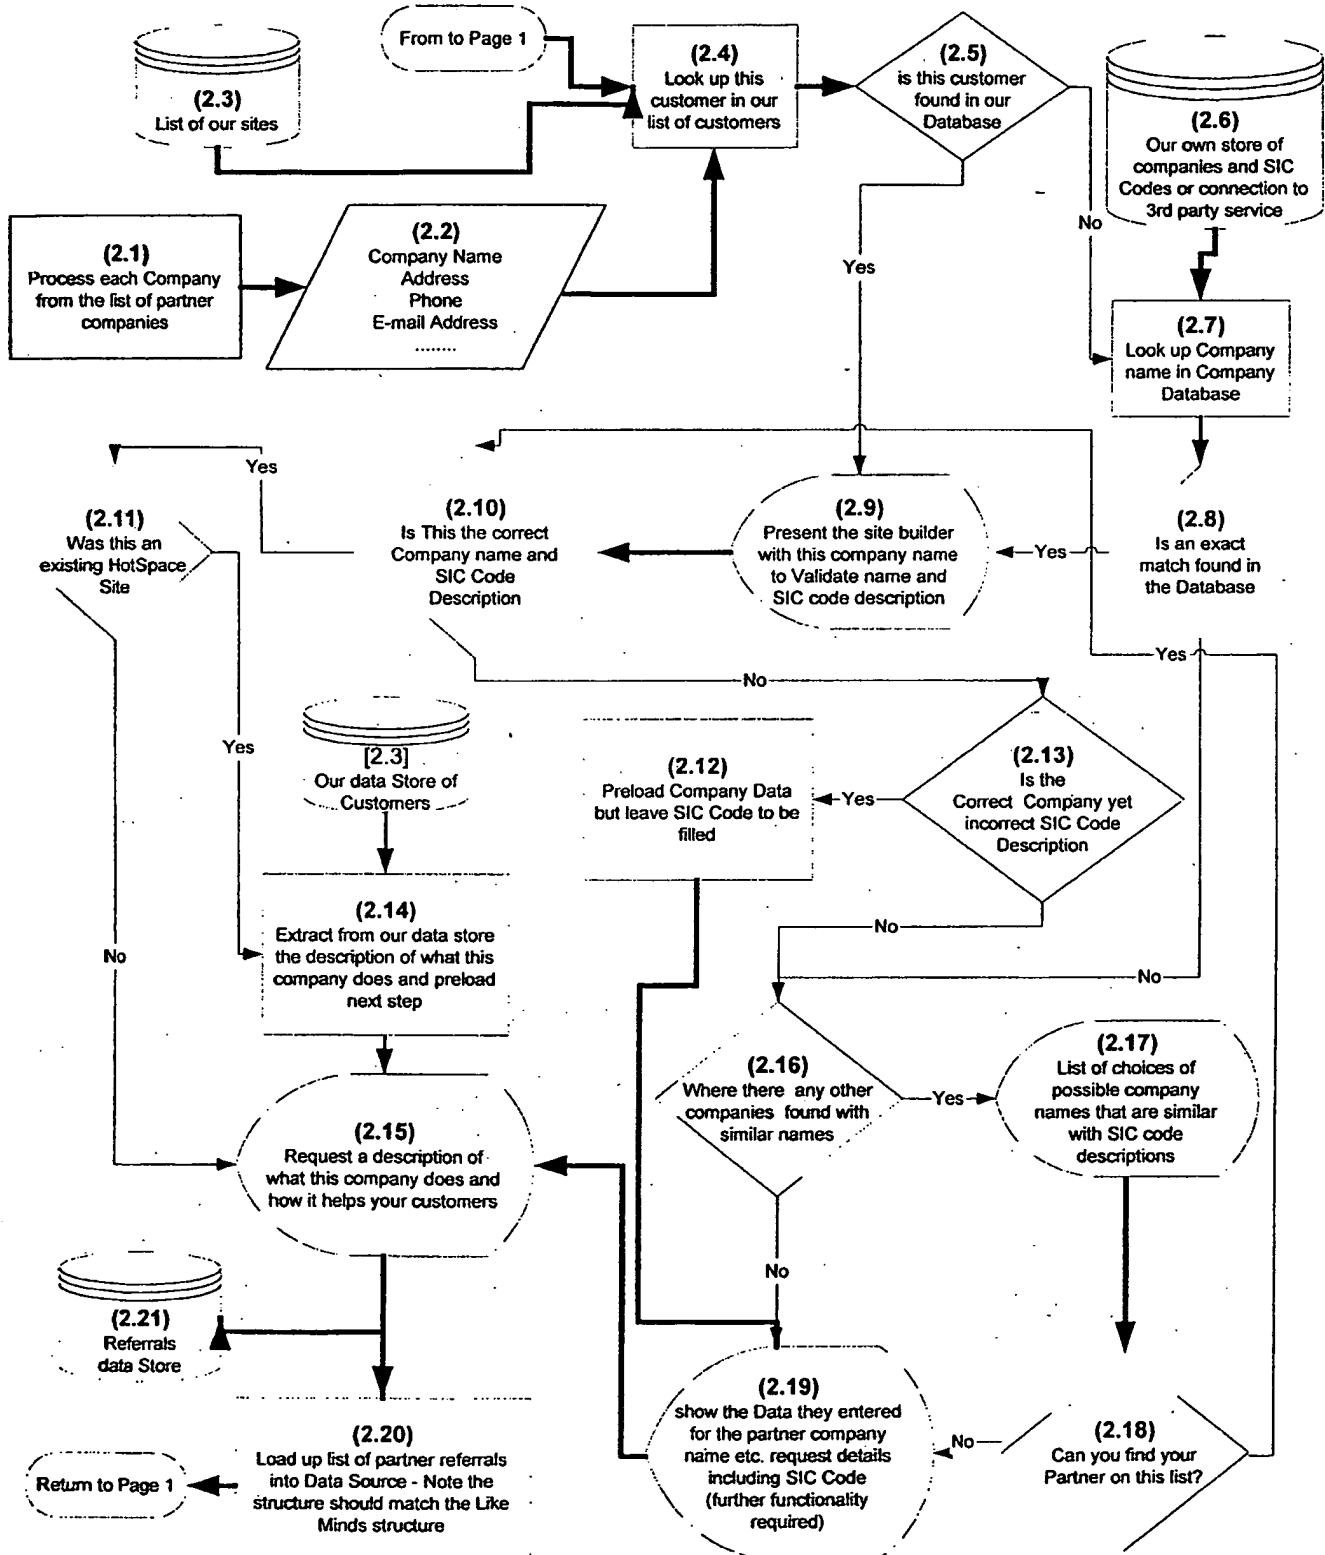 From to Page 1
(2.3)
List of our sites
(2.4)
Look up this
customer in our
list of customers
(2.5)
is this customer
found in our
Database
(2.6)
Our own store of
companies and SIC
Codes or connection to
3rd party service
(2.1)
Process each Company
from the list of partner
companies
(2.2)
Company Name
Address
Phone
E-mail Address
........
No
Yes
(2.7)
Look up Company
name in Company
Database
Yes
(2.11)
Was this an
existing HotSpace
Site
(2.10)
Is This the correct
Company name and
SIC Code
Description
(2.9)
Present the site builder
with this company name
to Validate name and
SIC code description
Yes
(2.8)
Is an exact
match found in
the Database
Yes
No
Yes
[2.3]
Our data Store of
Customers
(2.12)
Preload Company Data
but leave SIC Code to be
filled
Yes
(2.13)
Is the
Correct Company yet
incorrect SIC Code
Description
No
No
No
(2.14)
Extract from our data store
the description of what this
company does and preload
next step
(2.16)
Where there any other
companies found with
similar names
Yes
(2.17)
List of choices of
possible company
names that are similar
with SIC code
descriptions
(2.15)
Request a description of
what this company does and
how it helps your customers
No
(2.21)
Referrals
data Store
(2.19)
show the Data they entered
for the partner company
name etc. request details
including SIC Code
(further functionality
required)
No
(2.18)
Can you find your
Partner on this list?
(2.20)
Load up list of partner referrals
into Data Source - Note the
structure should match the Like
Minds structure
Return to Page 1